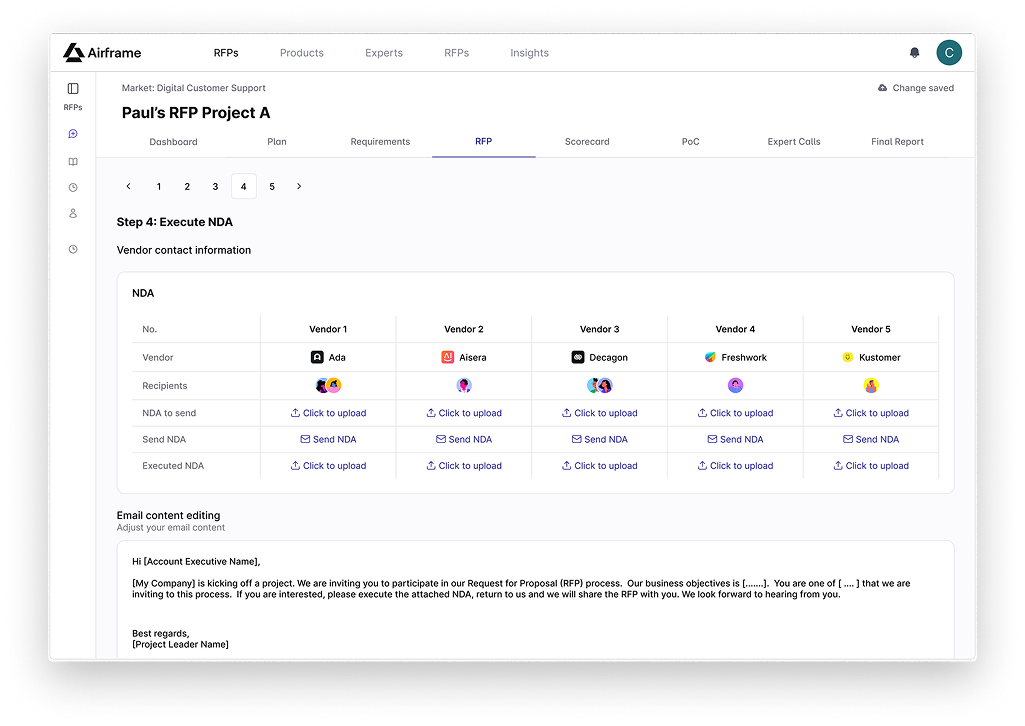 Airframe RFPs Products Experts RFPs Insights C
RFPs
Market: Digital Customer Support Change saved
Paul's RFP Project A
Dashboard Plan Requirements RFP Scorecard PoC Expert Calls Final Report
1 2 3 4 5
Step 4: Execute NDA
Vendor contact information
NDA
No. Vendor 1 Vendor 2 Vendor 3 Vendor 4 Vendor 5
Vendor Ada Aisera Decagon Freshwork Kustomer
Recipients
NDA to send Click to upload Click to upload Click to upload Click to upload Click to upload
Send NDA Send NDA Send NDA Send NDA Send NDA Send NDA
Executed NDA Click to upload Click to upload Click to upload Click to upload Click to upload
Email content editing
Adjust your email content
Hi [Account Executive Name],
[My Company] is kicking off a project. We are inviting you to participate in our Request for Proposal (RFP) process.  Our business objectives is [.......].  You are one of [ .... ] that we are
inviting to this process.  If you are interested, please execute the attached NDA, return to us and we will share the RFP with you. We look forward to hearing from you.
Best regards,
[Project Leader Name]